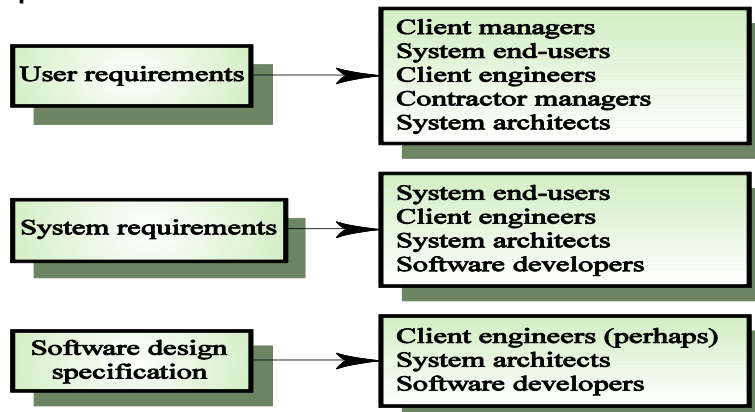 User requirements
Client managers
System end-users
Client engineers
Contractor managers
System architects
System requirements
System end-users
Client engineers
System architects
Software developers
Software design
specification
Client engineers (perhaps)
System architects
Software developers